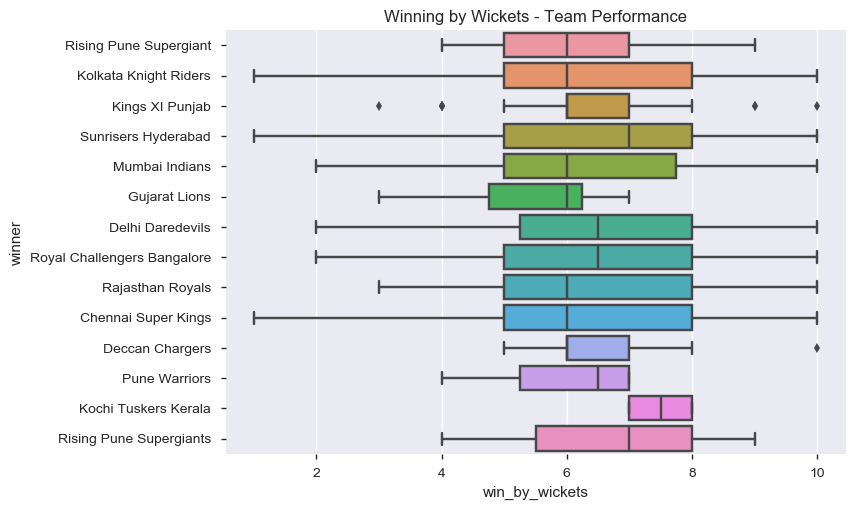 Winning by Wickets - Team Performance
Rising Pune Supergiant
Kolkata Knight Riders
Kings XI Punjab
Sunrisers Hyderabad
Mumbai Indians
Gujarat Lions
Delhi Daredevils
Royal Challengers Bangalore
Rajasthan Royals
Chennai Super Kings
Deccan Chargers
Pune Warriors
Kochi Tuskers Kerala
Rising Pune Supergiants
winner
2 4 6 8 10
win_by_wickets